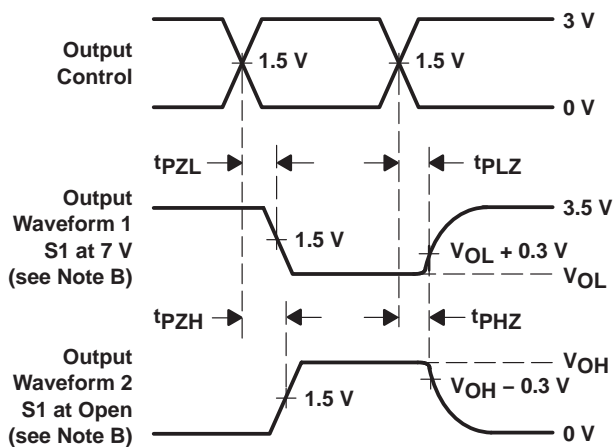 3 V
Output
Control
1.5 V
1.5 V
0 V
tPZL
tPLZ
Output
Waveform 1
S1 at 7 V
(see Note B)
3.5 V
1.5 V
VOL + 0.3 V
VOL
tPZH
tPHZ
Output
Waveform 2
S1 at Open
(see Note B)
VOH
VOH – 0.3 V
1.5 V
0 V